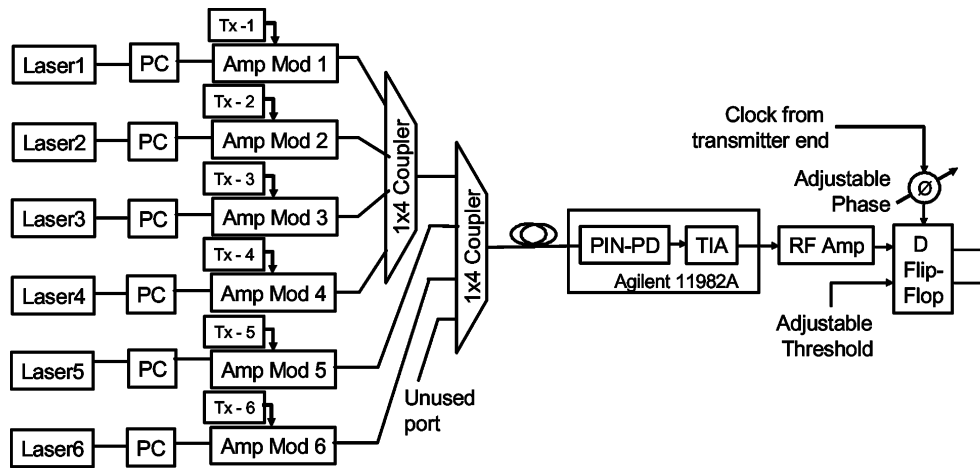 Tx -1
Laser1
PC
Amp Mod 1
Tx - 2
Laser2
PC
Amp Mod 2
Tx - 3
Laser3
PC
Amp Mod 3
Tx - 4
Laser4
PC
Amp Mod 4
Tx - 5
Laser5
PC
Amp Mod 5
Tx - 6
Laser6
PC
Amp Mod 6
1x4 Coupler
1x4 Coupler
Unused
port
PIN-PD
TIA
Agilent 11982A
RF Amp
Clock from
transmitter end
Adjustable
Phase
Ø
D
Flip-
Flop
Adjustable
Threshold